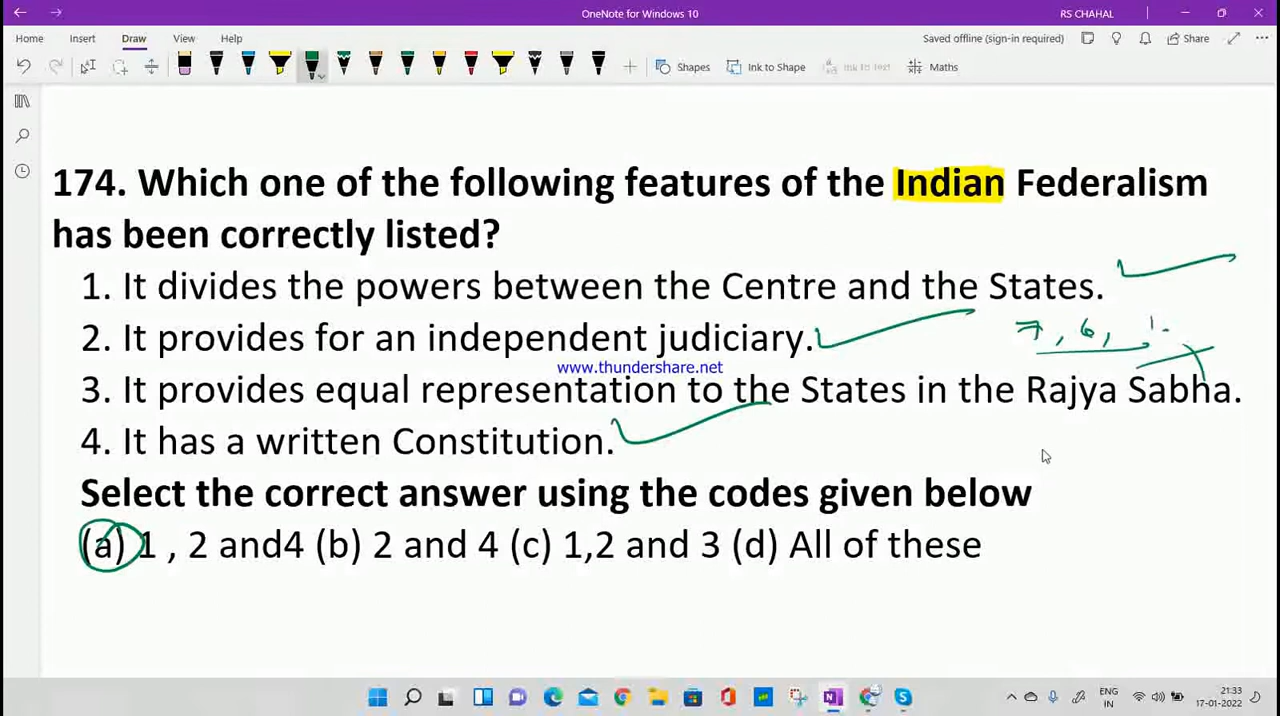 OneNote for Windows 10
RS CHAHAL
Home Insert Draw View Help
Saved offline (sign-in required)
Share
Shapes
Ink to Shape
Ink to Text
Maths
174. Which one of the following features of the Indian Federalism
has been correctly listed?
1. It divides the powers between the Centre and the States.
2. It provides for an independent judiciary.
7, 6, 1.
www.thundershare.net
3. It provides equal representation to the States in the Rajya Sabha.
4. It has a written Constitution.
Select the correct answer using the codes given below
(a) 1 , 2 and4 (b) 2 and 4 (c) 1,2 and 3 (d) All of these
ENG
IN
21:33
17-01-2022